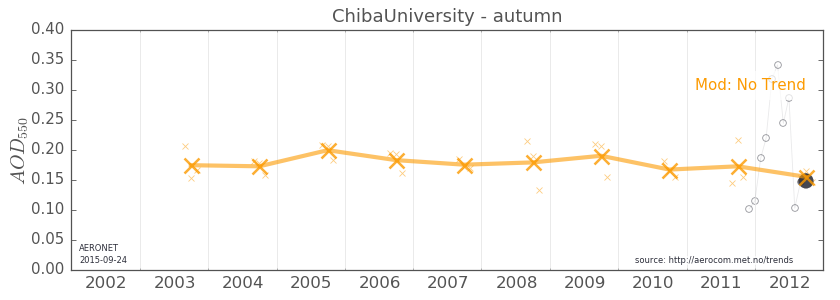 ChibaUniversity - autumn
0.40
0.35
0.30
0.25
0.20
0.15
0.10
0.05
0.00
AOD550
Mod: No Trend
AERONET
2015-09-24
source: http://aerocom.met.no/trends
2002 2003 2004 2005 2006 2007 2008 2009 2010 2011 2012